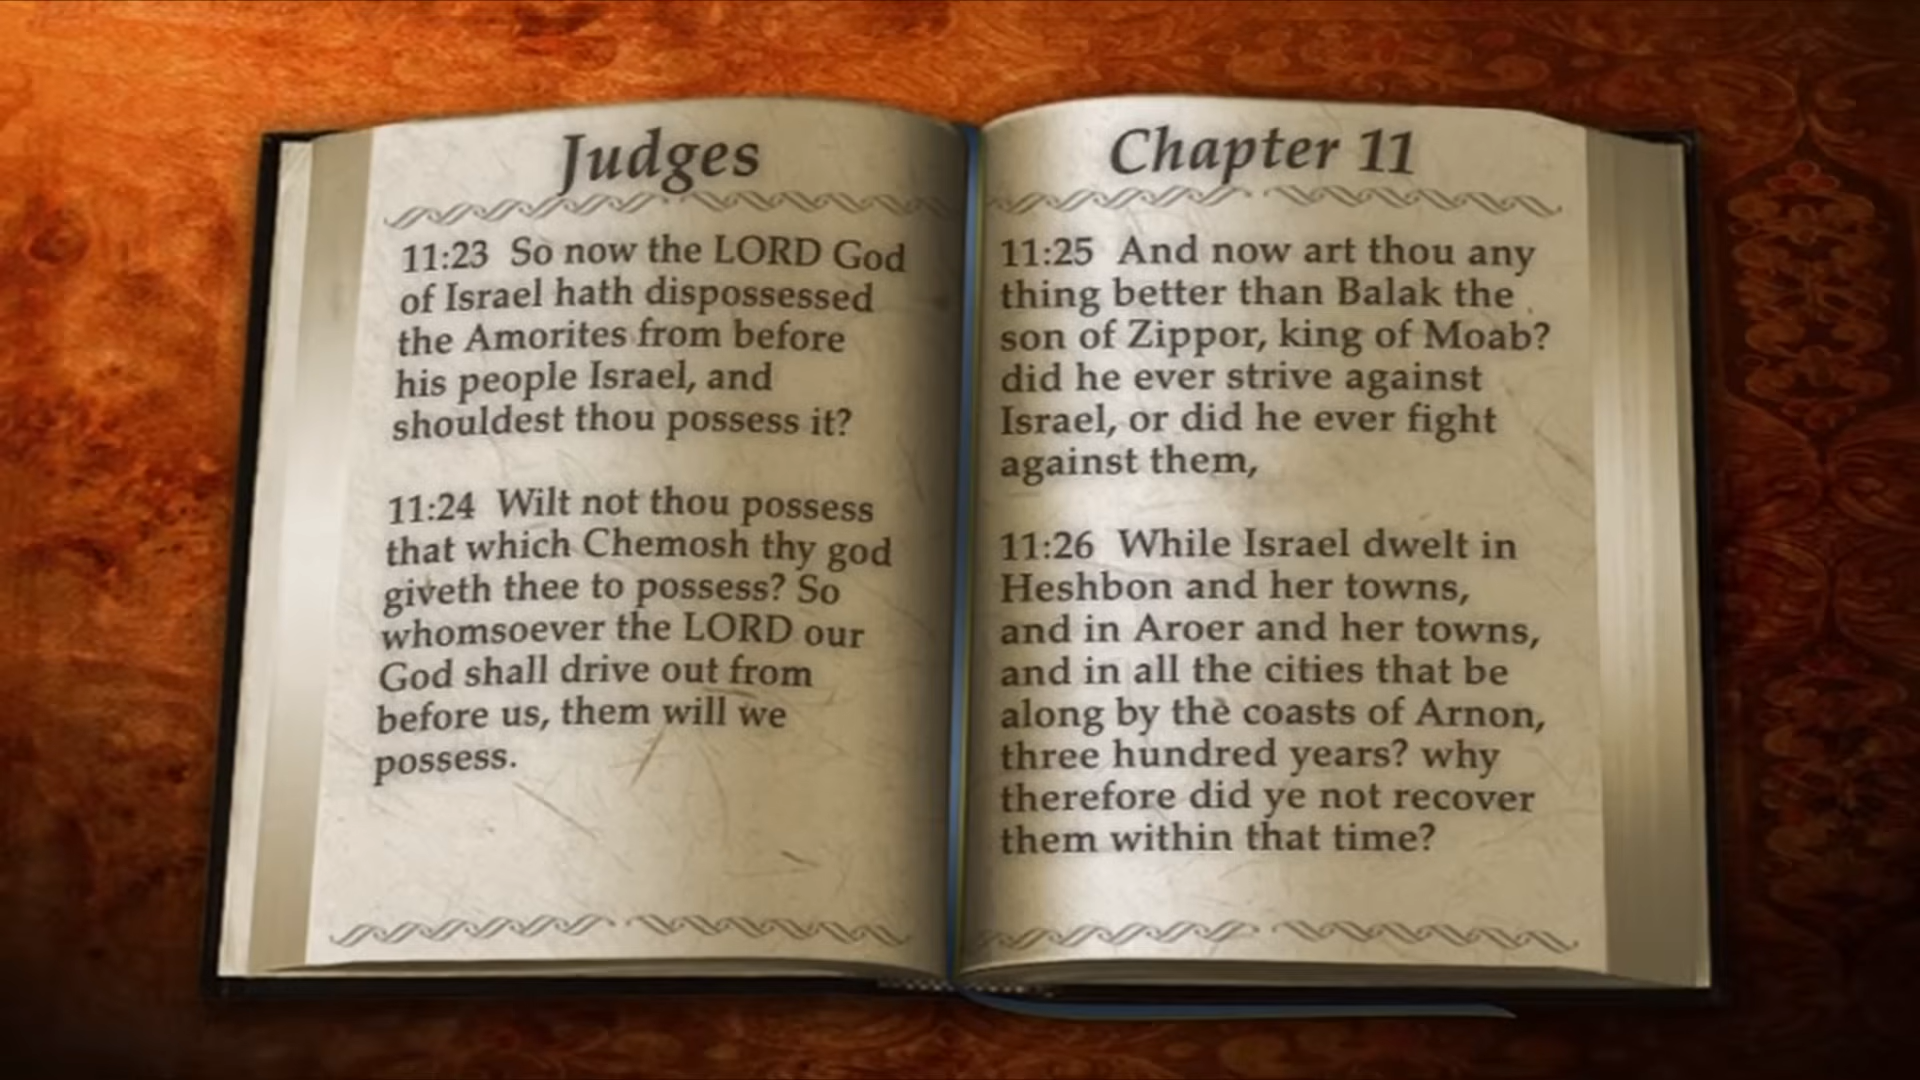 Judges
11:23 So now the LORD God
of Israel hath dispossessed
the Amorites from before
his people Israel, and
shouldest thou possess it?
11:24 Wilt not thou possess
that which Chemosh thy god
giveth thee to possess? So
whomsoever the LORD our
God shall drive out from
before us, them will we
possess.
Chapter 11
11:25 And now art thou any
thing better than Balak the
son of Zippor, king of Moab?
did he ever strive against
Israel, or did he ever fight
against them,
11:26 While Israel dwelt in
Heshbon and her towns,
and in Aroer and her towns,
and in all the cities that be
along by the coasts of Arnon,
three hundred years? why
therefore did ye not recover
them within that time?